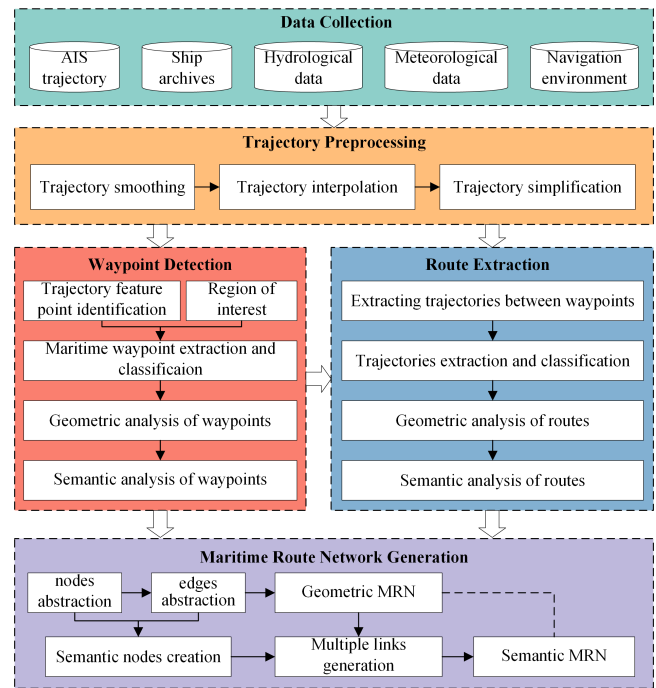 Data Collection
AIS
trajectory
Ship
archives
Hydrological
data
Meteorological
data
Navigation
environment
Trajectory Preprocessing
Trajectory smoothing
Trajectory interpolation
Trajectory simplification
Waypoint Detection
Trajectory feature
point identification
Region of
interest
Maritime waypoint extraction and
classificaion
Geometric analysis of waypoints
Semantic analysis of waypoints
Route Extraction
Extracting trajectories between waypoints
Trajectories extraction and classification
Geometric analysis of routes
Semantic analysis of routes
Maritime Route Network Generation
nodes
abstraction
edges
abstraction
Geometric MRN
Semantic nodes creation
Multiple links
generation
Semantic MRN